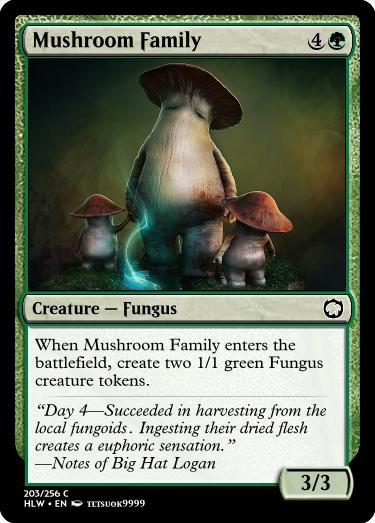 Mushroom Family 4
Creature — Fungus
When Mushroom Family enters the
battlefield, create two 1/1 green Fungus
creature tokens.
“Day 4—Succeeded in harvesting from the
local fungoids. Ingesting their dried flesh
creates a euphoric sensation.”
—Notes of Big Hat Logan
3/3
203/256 C
HLW • EN TETSUOK9999